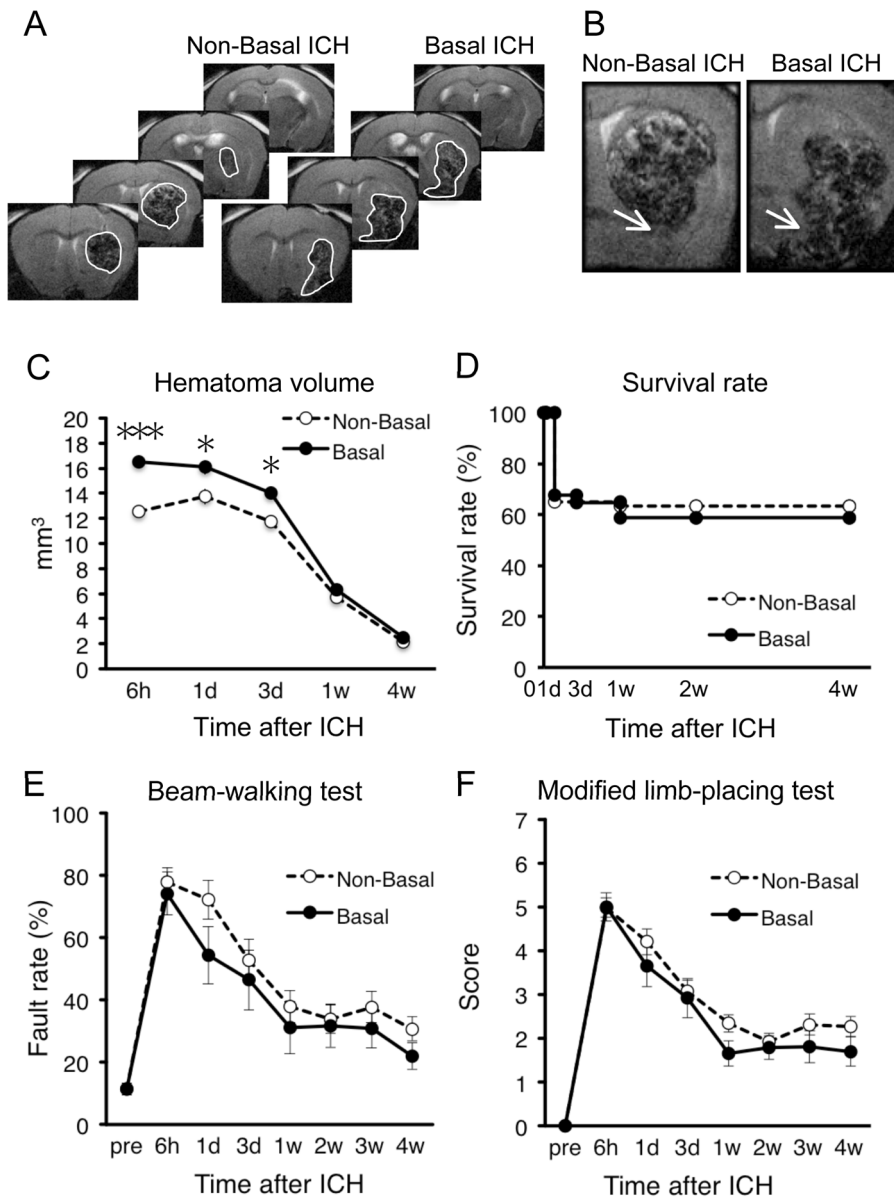 A
Non-Basal ICH
Basal ICH
B
Non-Basal ICH
Basal ICH
C
Hematoma volume
20
18
16
14
12
10
8
6
4
2
0
mm3
***
*
*
Non-Basal
Basal
6h
1d
3d
1w
4w
Time after ICH
D
Survival rate
100
80
60
40
20
0
Survival rate (%)
Non-Basal
Basal
01d
3d
1w
2w
4w
Time after ICH
E
Beam-walking test
100
80
60
40
20
0
Fault rate (%)
Non-Basal
Basal
pre
6h
1d
3d
1w
2w
3w
4w
Time after ICH
F
Modified limb-placing test
7
6
5
4
3
2
1
0
Score
Non-Basal
Basal
pre
6h
1d
3d
1w
2w
3w
4w
Time after ICH